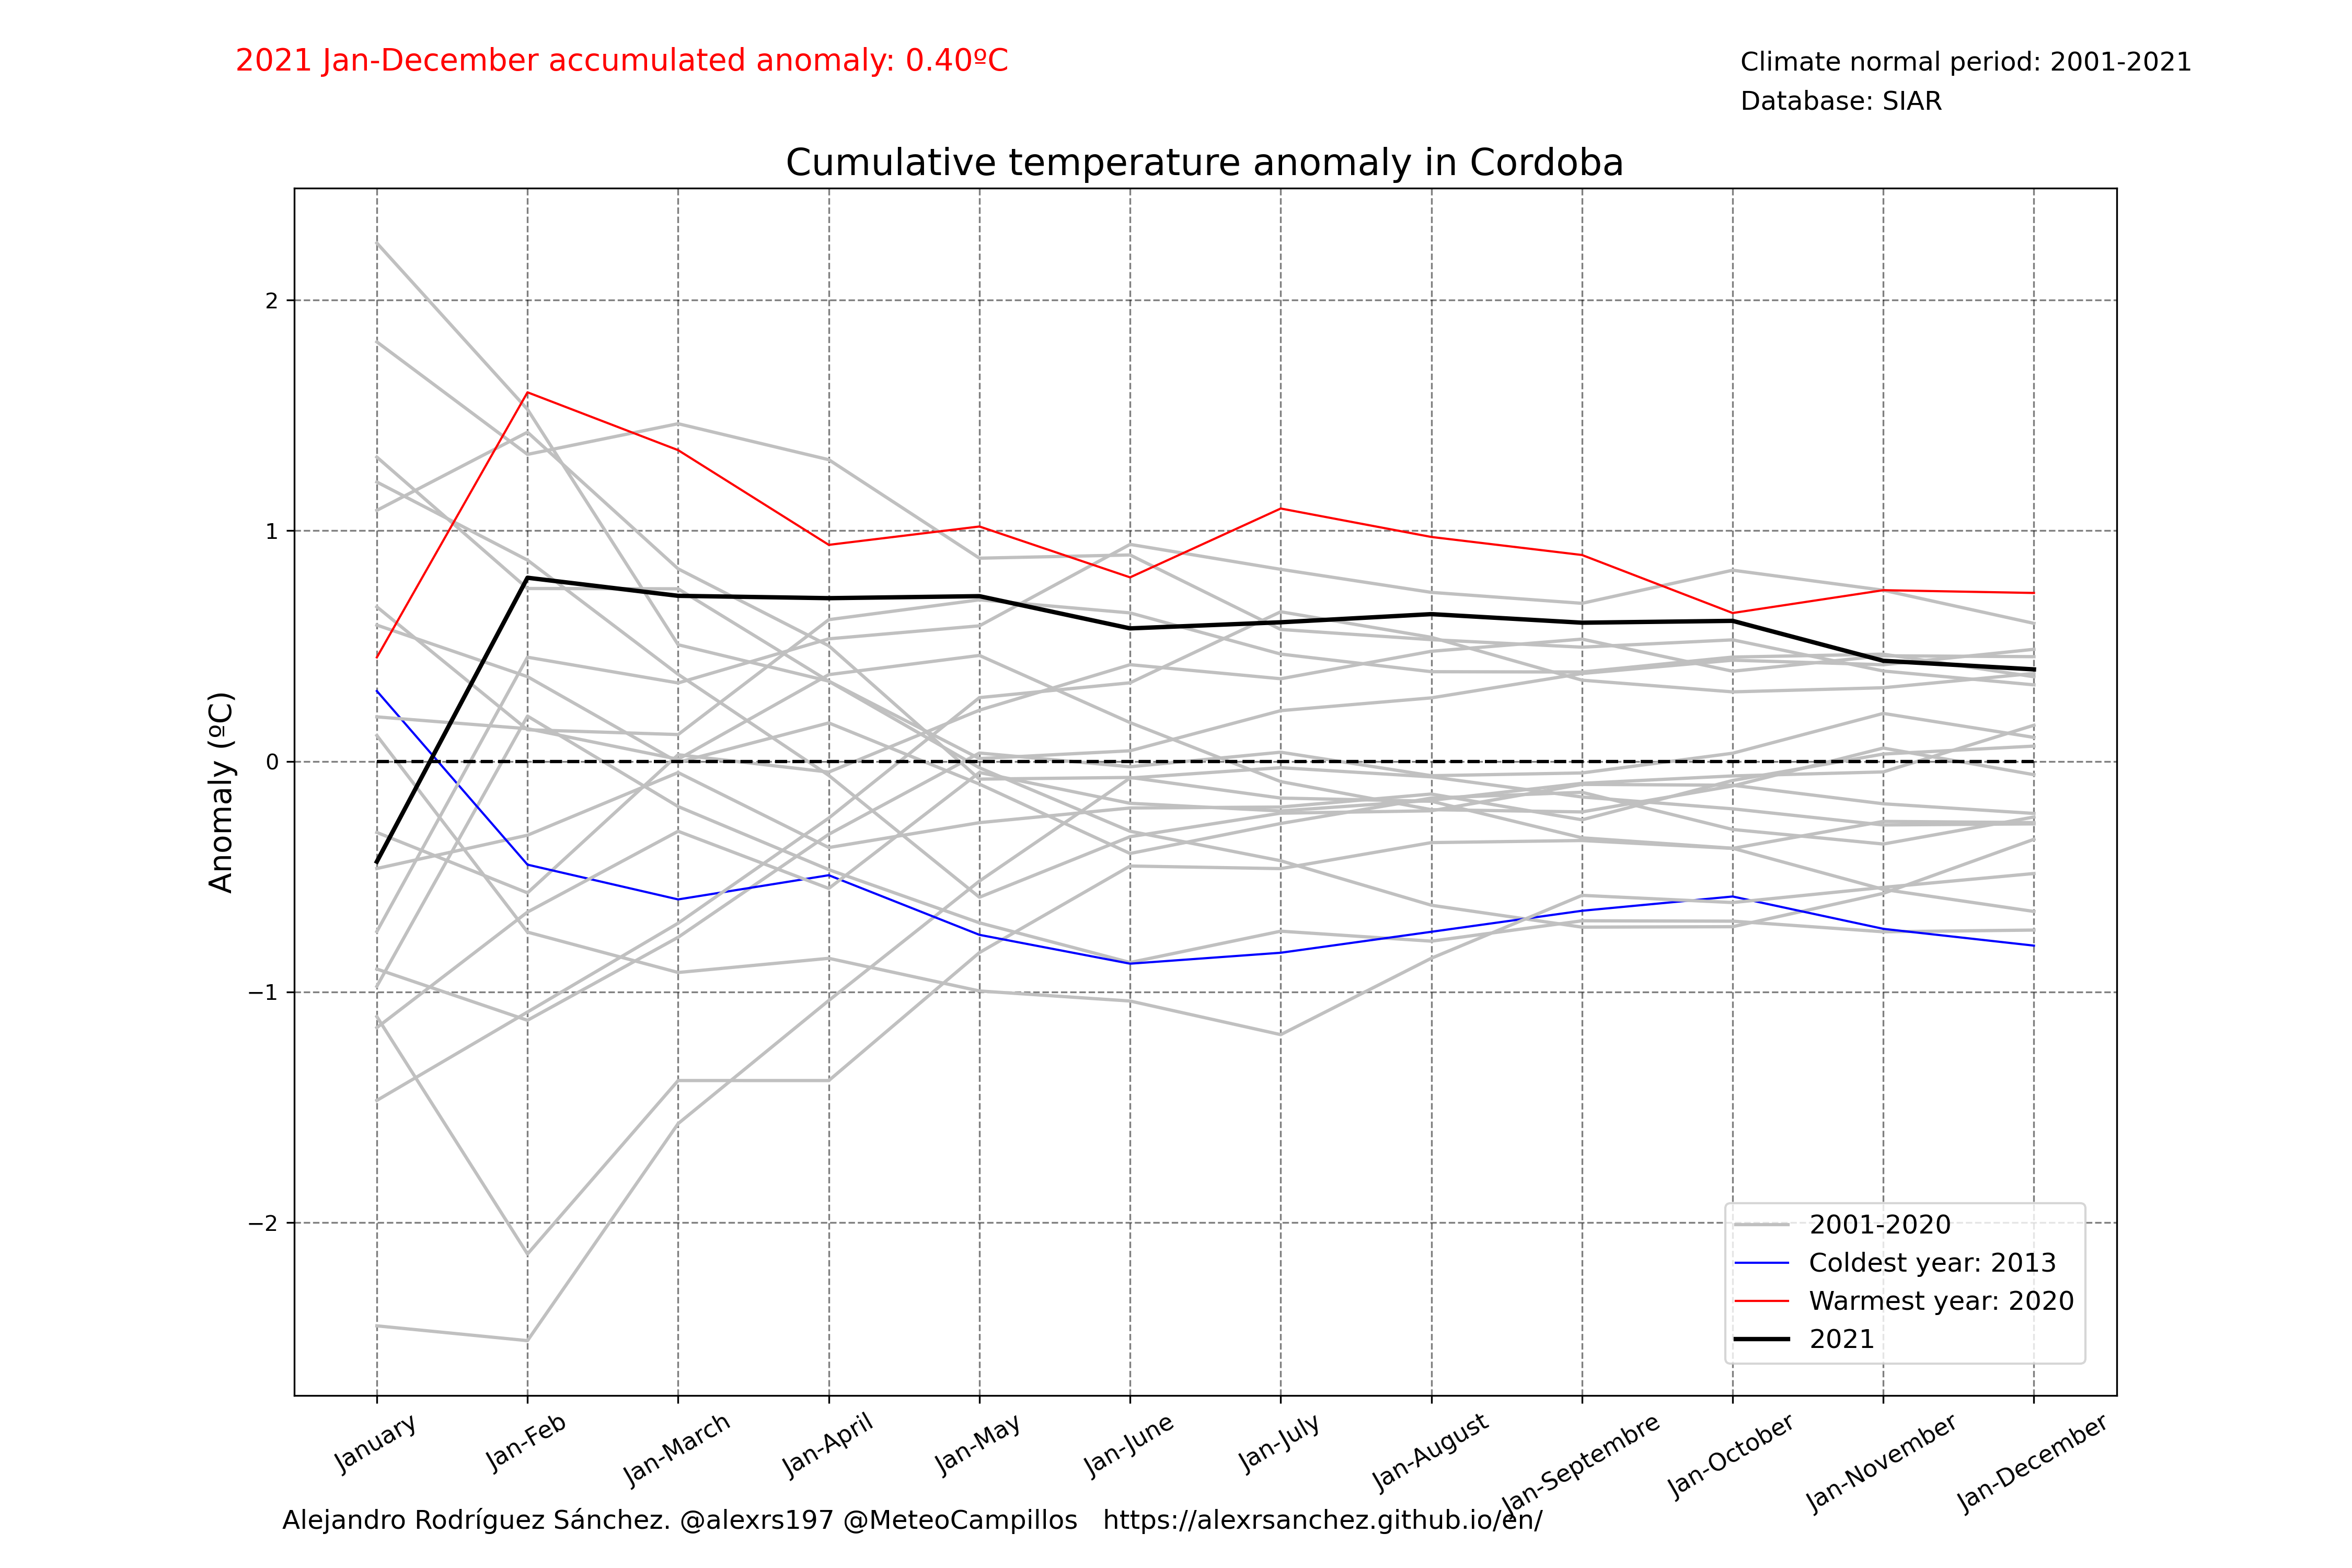 2021 Jan-December accumulated anomaly: 0.40ºC
Climate normal period: 2001-2021
Database: SIAR
Cumulative temperature anomaly in Cordoba
Anomaly (ºC)
2
1
0
−1
−2
2001-2020
Coldest year: 2013
Warmest year: 2020
2021
January
Jan-Feb
Jan-March
Jan-April
Jan-May
Jan-June
Jan-July
Jan-August
Jan-Septembre
Jan-October
Jan-November
Jan-December
Alejandro Rodríguez Sánchez. @alexrs197 @MeteoCampillos https://alexrsanchez.github.io/en/